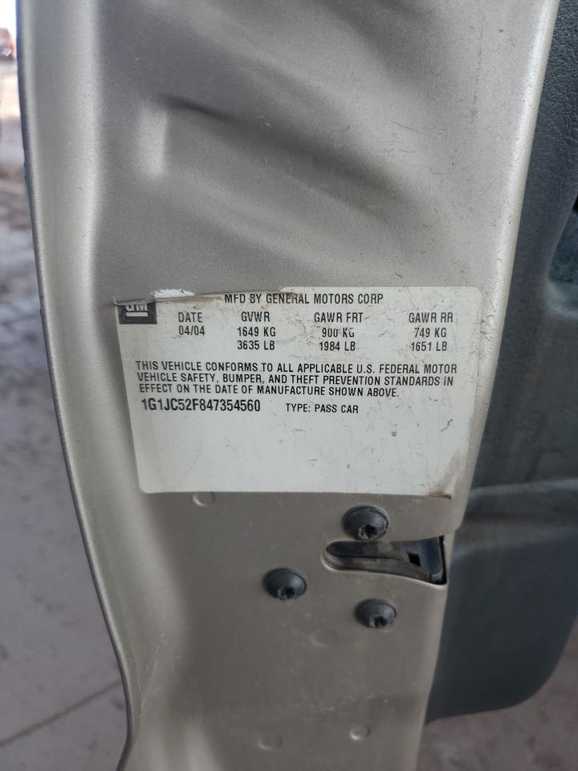 GM
MFD BY GENERAL MOTORS CORP
DATE GVWR GAWR FRT GAWR RR
04/04 1649 KG 900 KG 749 KG
3635 LB 1984 LB 1651 LB
THIS VEHICLE CONFORMS TO ALL APPLICABLE U.S. FEDERAL MOTOR
VEHICLE SAFETY, BUMPER, AND THEFT PREVENTION STANDARDS IN
EFFECT ON THE DATE OF MANUFACTURE SHOWN ABOVE.
1G1JC52F847354560 TYPE: PASS CAR